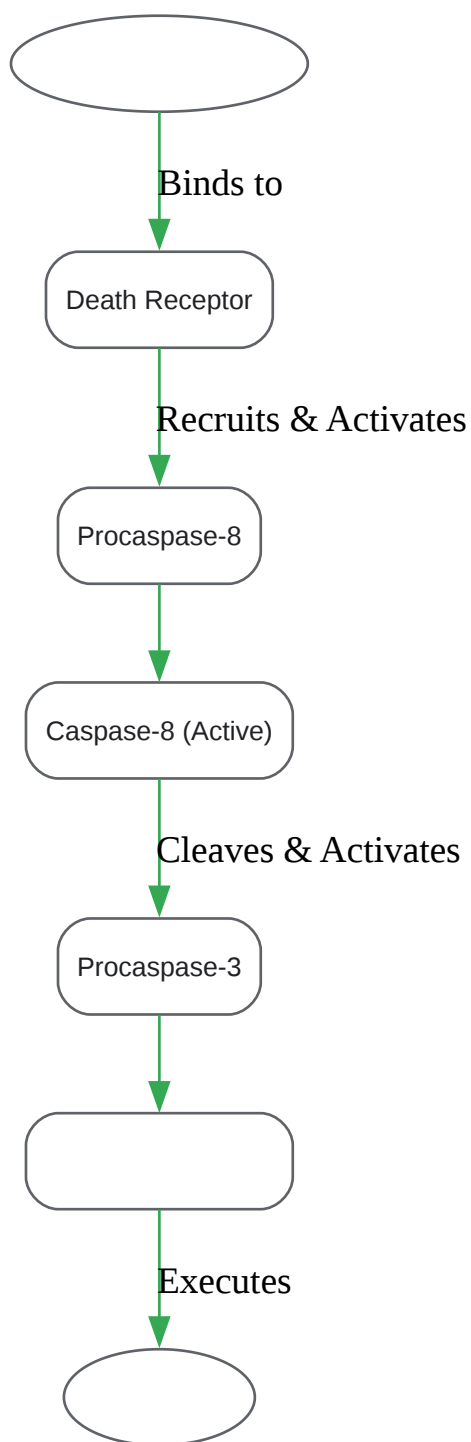 Binds to
Death Receptor
Recruits & Activates
Procaspase-8
Caspase-8 (Active)
Cleaves & Activates
Procaspase-3
Executes